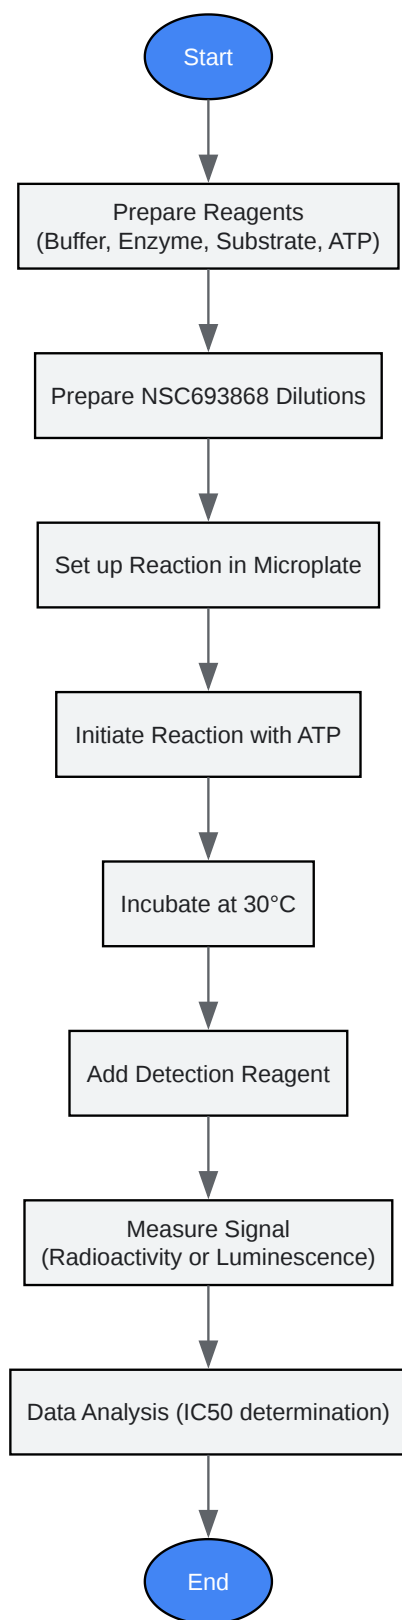 Start
Prepare Reagents
(Buffer, Enzyme, Substrate, ATP)
Prepare NSC693868 Dilutions
Set up Reaction in Microplate
Initiate Reaction with ATP
Incubate at 30°C
Add Detection Reagent
Measure Signal
(Radioactivity or Luminescence)
Data Analysis (IC50 determination)
End